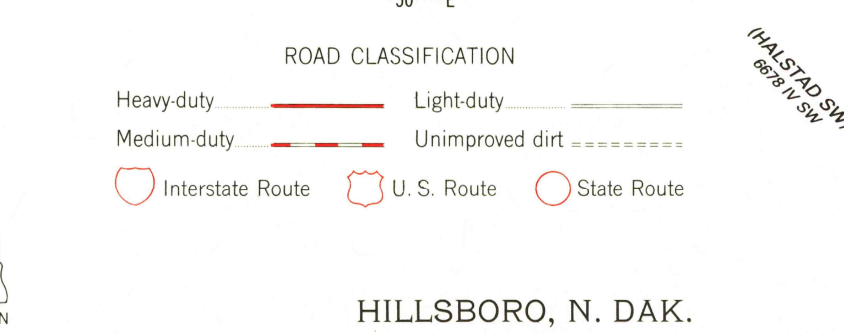 ROAD CLASSIFICATION
Heavy-duty Light-duty
Medium-duty Unimproved dirt
Interstate Route U. S. Route State Route
(HALSTAD SW)
6678 IV SW
HILLSBORO, N. DAK.